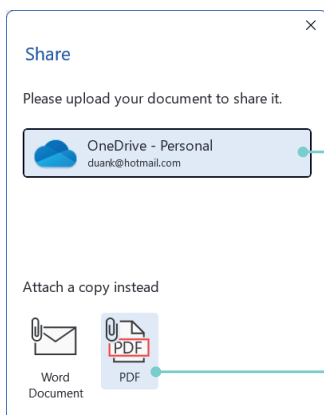 Share
Please upload your document to share it.
OneDrive - Personal
duank@hotmail.com
Attach a copy instead
PDF
Word
Document
PDF